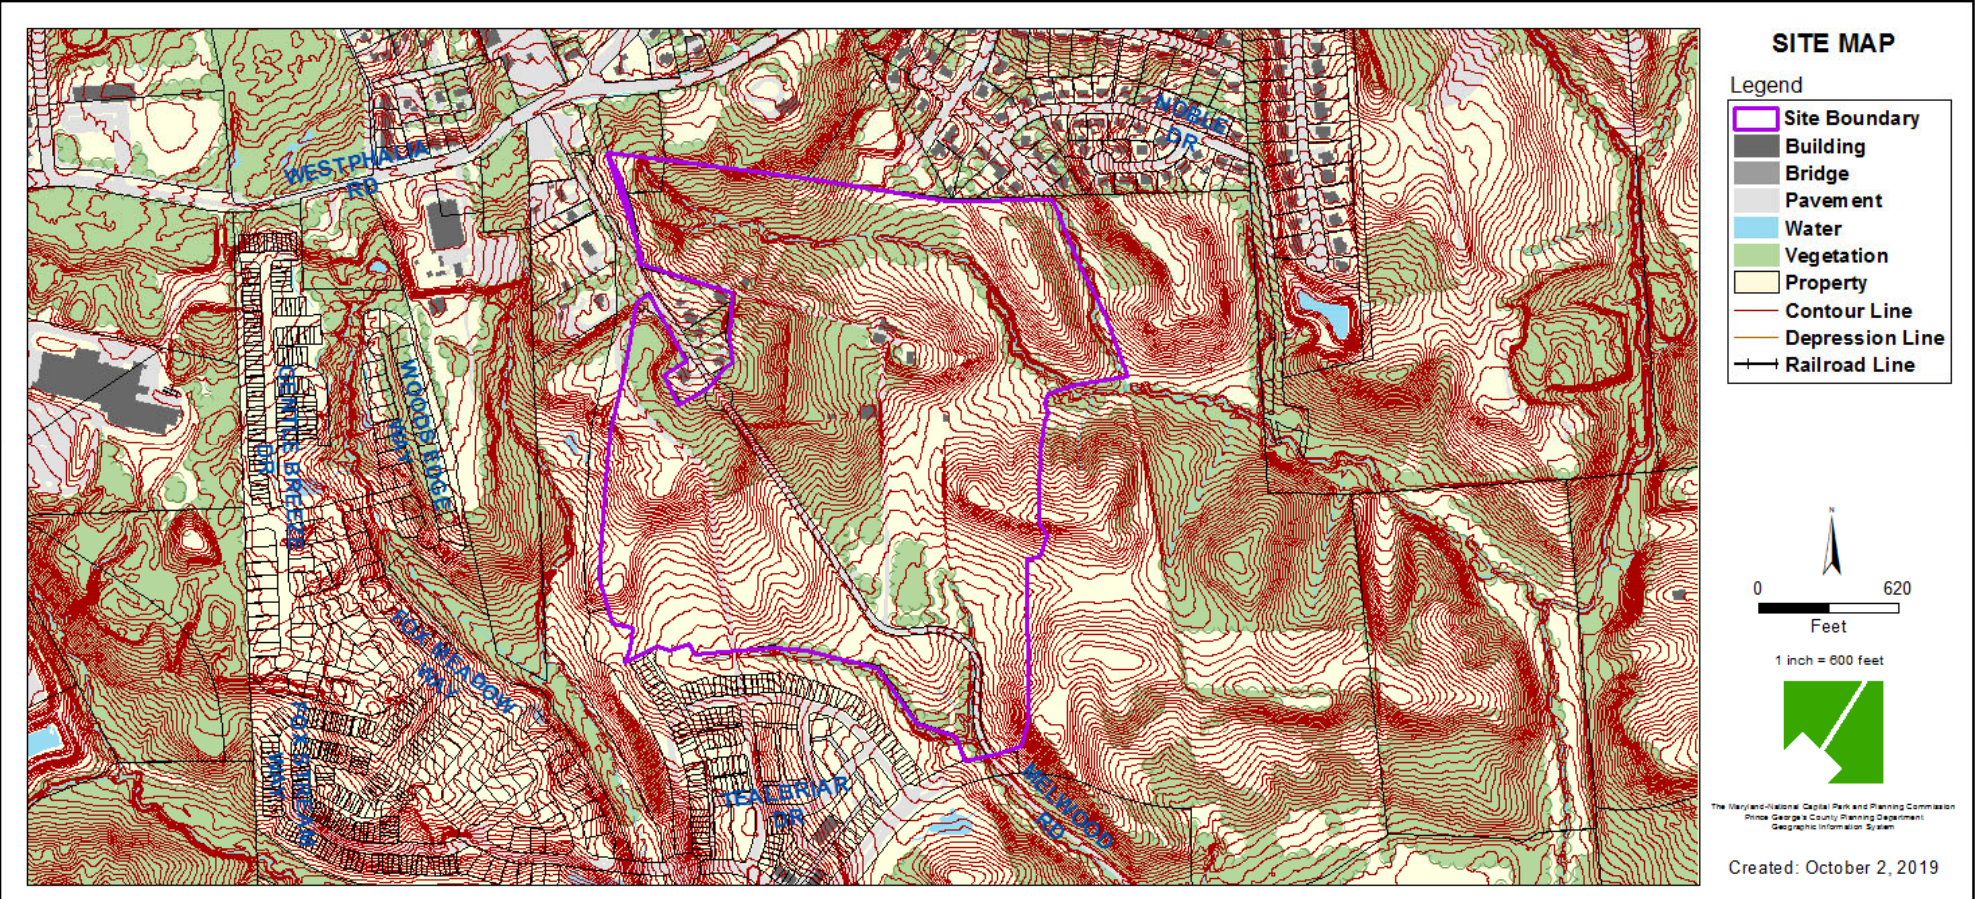 SITE MAP
Legend
Site Boundary
Building
Bridge
Pavement
Water
Vegetation
Property
Contour Line
Depression Line
Railroad Line
N
0 620
Feet
1 inch = 600 feet
The Maryland-National Capital Park and Planning Commission
Prince George's County Planning Department
Geographic Information System
Created: October 2, 2019
WESTPHALIA
RD
NOBLE
DR
GENTLE BREEZE
DR
WOODS EDGE
WAY
FOX MEADOW
WAY
FOX STREAM
WAY
TEALBRIAR
DR
MELWOOD
RD